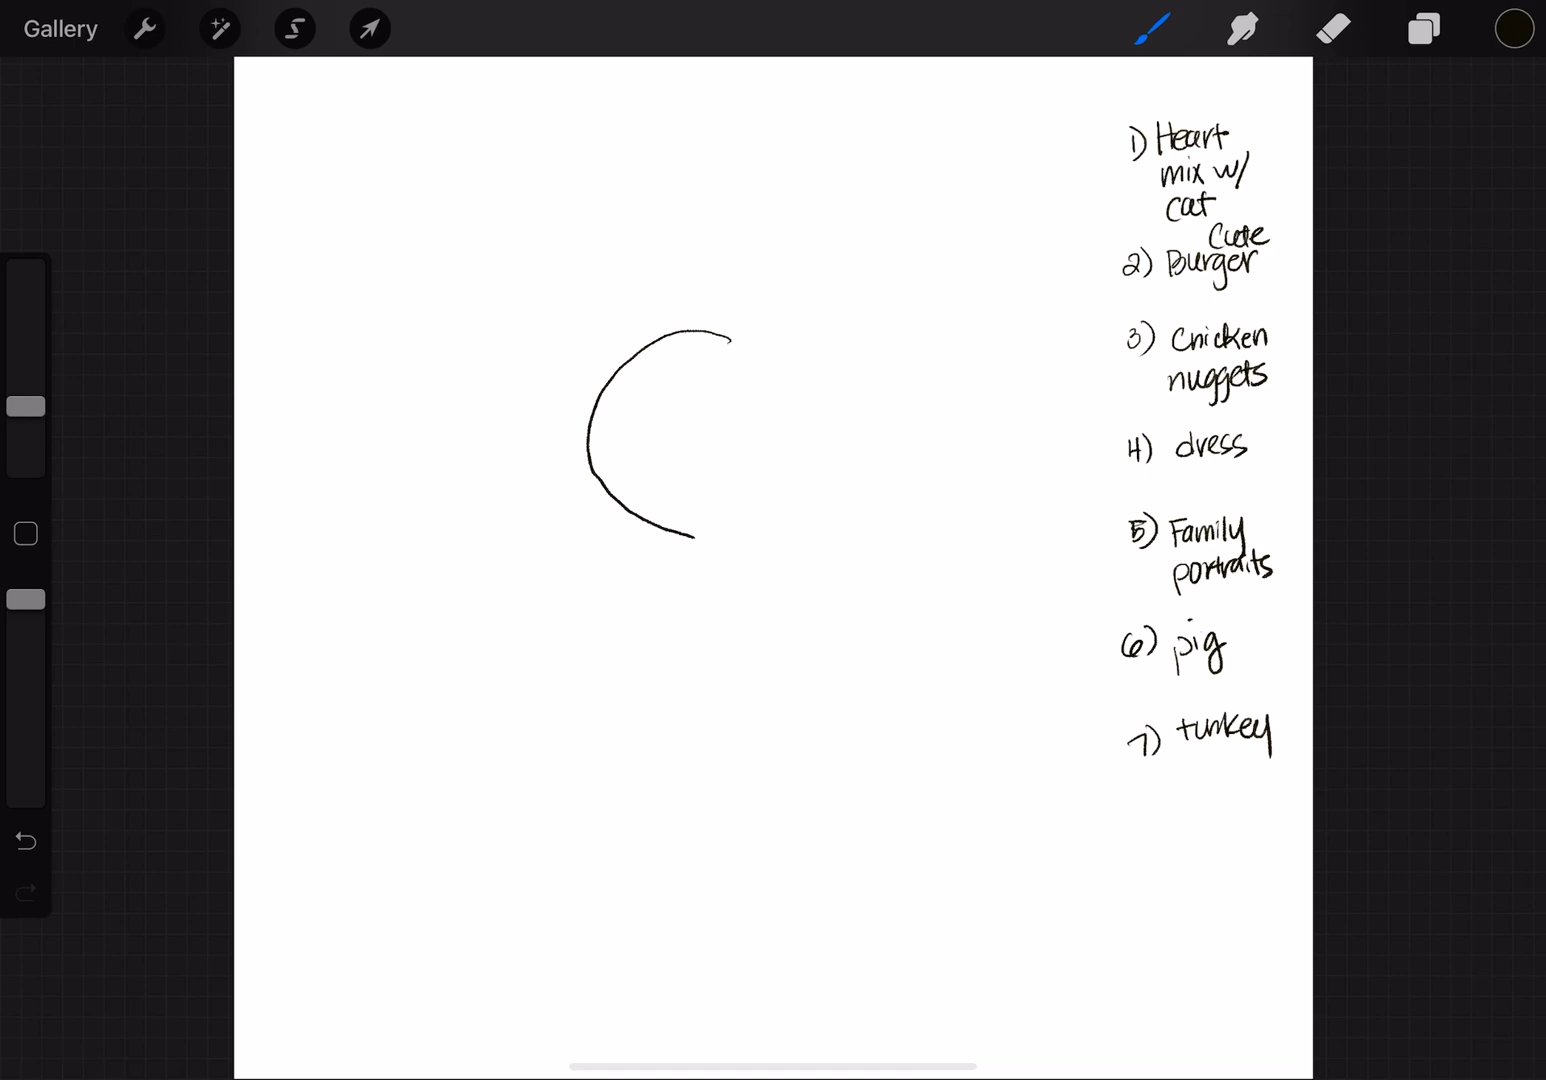 Gallery
1) Heart
mix w/
cat
cute
2) Burger
3) Chicken
nuggets
4) dress
5) Family
portraits
6) pig
7) turkey